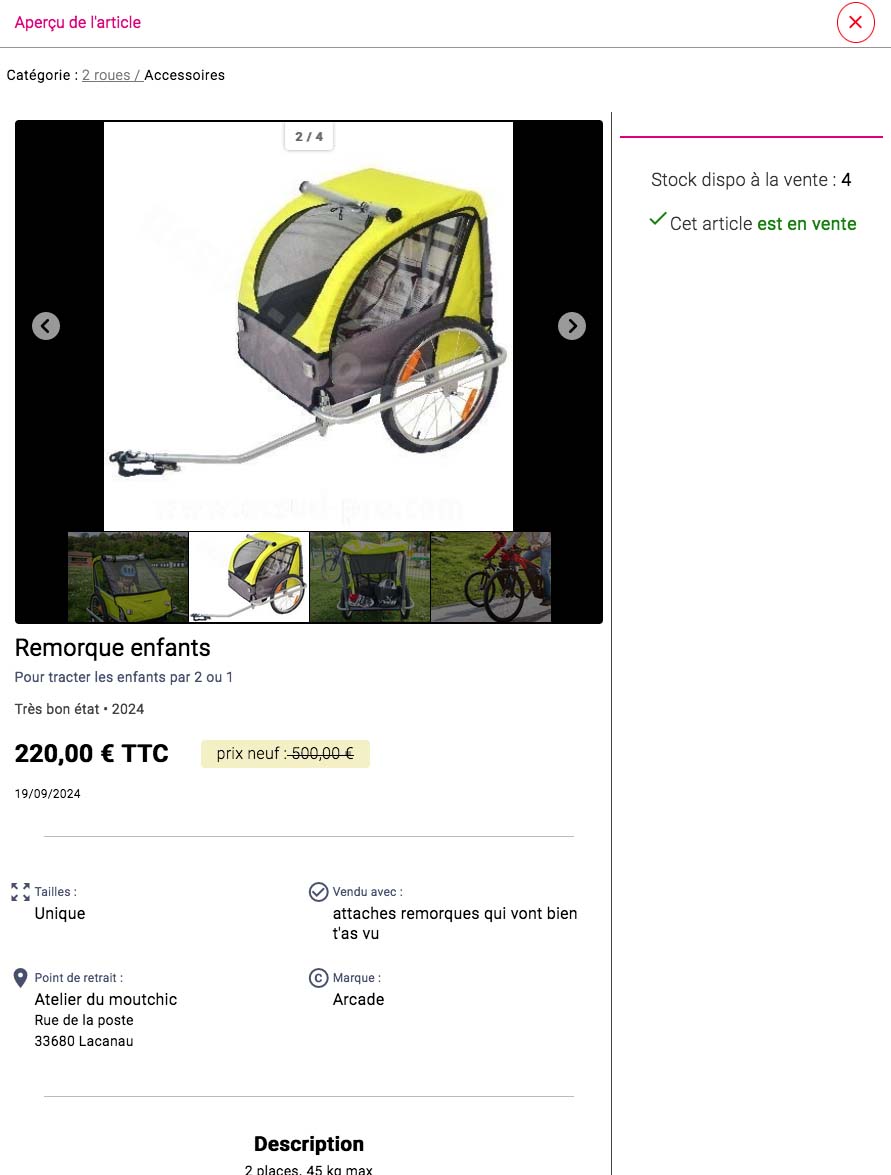 Aperçu de l'article
Catégorie : 2 roues / Accessoires
2 / 4
Stock dispo à la vente : 4
Cet article est en vente
Remorque enfants
Pour tracter les enfants par 2 ou 1
Très bon état • 2024
220,00 € TTC
prix neuf : 500,00 €
19/09/2024
Tailles :
Unique
Vendu avec :
attaches remorques qui vont bien
t'as vu
Point de retrait :
Atelier du moutchic
Rue de la poste
33680 Lacanau
Marque :
Arcade
Description
2 places, 45 kg max